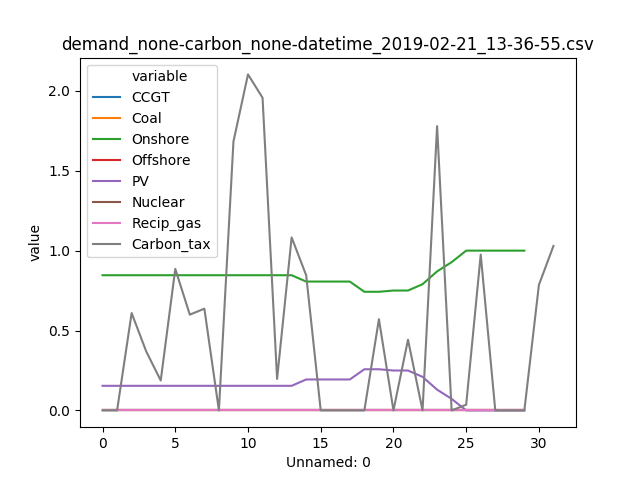 demand_none-carbon_none-datetime_2019-02-21_13-36-55.csv
variable
CCGT
Coal
Onshore
Offshore
PV
Nuclear
Recip_gas
Carbon_tax
value
2.0
1.5
1.0
0.5
0.0
0 5 10 15 20 25 30
Unnamed: 0